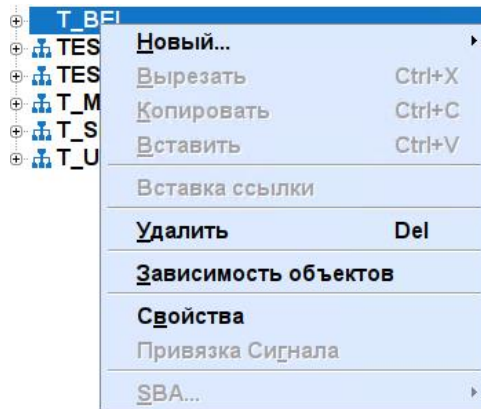 T_BEL
TES
TES
T_M
T_S
T_U
Новый...
Вырезать Ctrl+X
Копировать Ctrl+C
Вставить Ctrl+V
Вставка ссылки
Удалить Del
Зависимость объектов
Свойства
Привязка Сигнала
SBA...